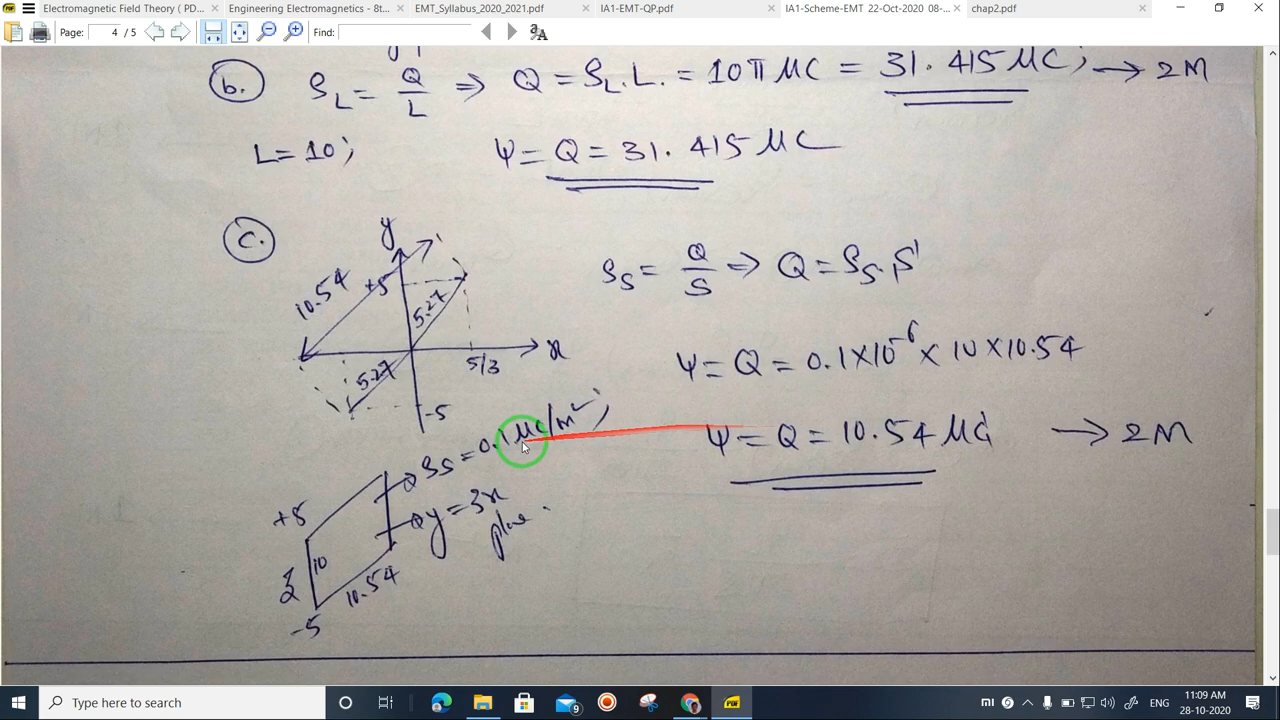 Electromagnetic Field Theory ( PD...
Engineering Electromagnetics - 8t...
EMT_Syllabus_2020_2021.pdf
IA1-EMT-QP.pdf
IA1-Scheme-EMT 22-Oct-2020 08-...
chap2.pdf
Page: 4 / 5
Find:
b. ρL = Q/L ⇒ Q = ρL.L. = 10π μC = 31.415 μC; → 2M
L = 10; ψ = Q = 31.415 μC
c.
y
10.54
+5
5.27
x
5/3
5.27
-5
ρs = Q/S ⇒ Q = ρs.S
ψ = Q = 0.1×10⁻⁶ × 10 × 10.54
ψ = Q = 10.54 μC → 2M
ρs = 0.1 μC/m²;
y = 3x
plane.
+5
10
z
10.54
-5
Type here to search
9
ENG
11:09 AM
28-10-2020